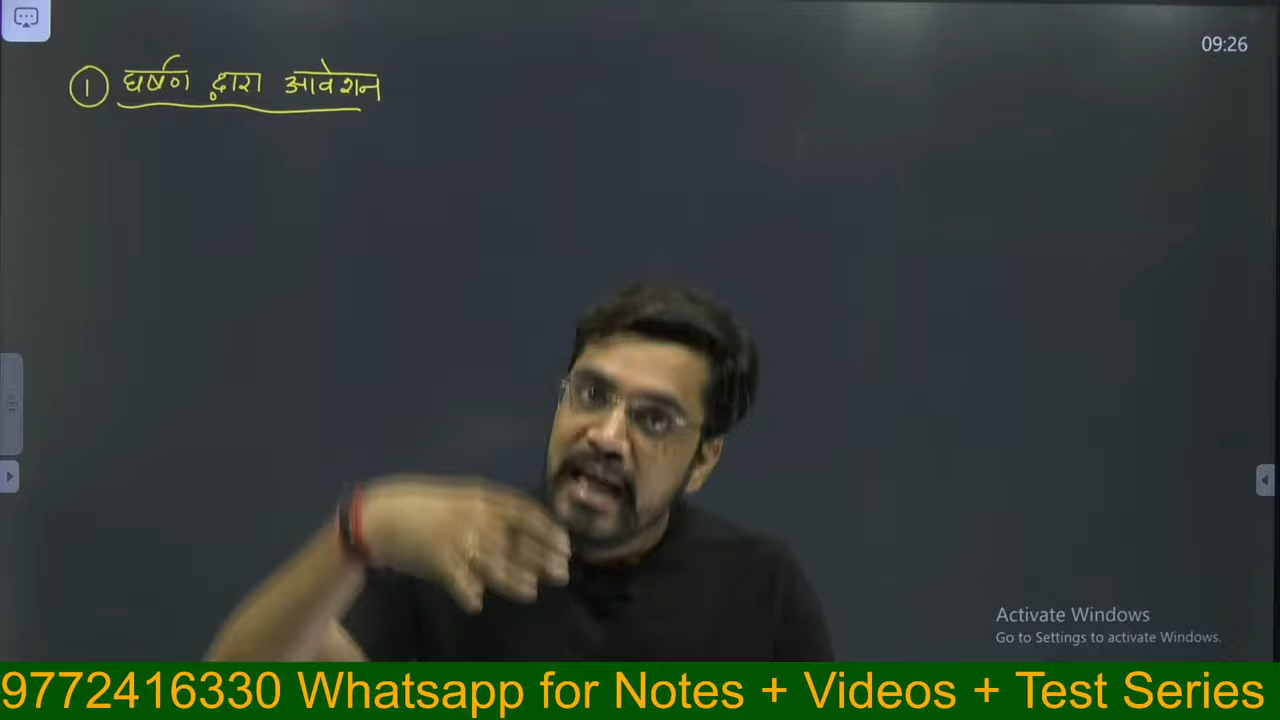 09:26
① घर्षण द्वारा आवेशन
Activate Windows
Go to Settings to activate Windows.
9772416330 Whatsapp for Notes + Videos + Test Series